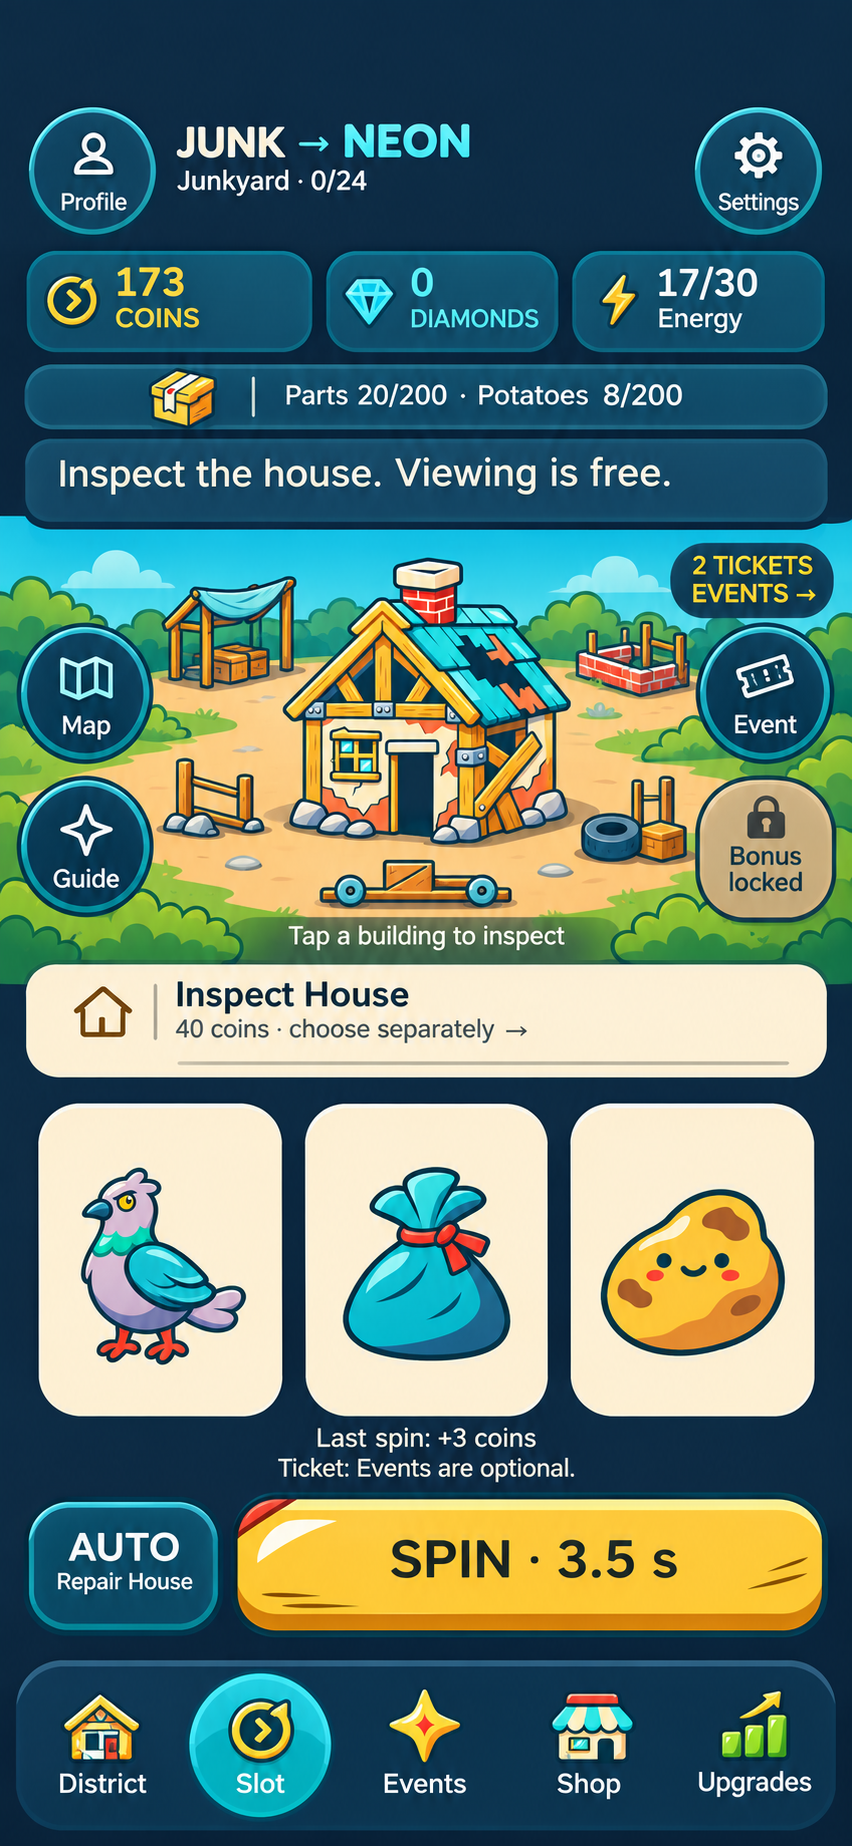 JUNK → NEON
Junkyard · 0/24
Profile
Settings
173
COINS
0
DIAMONDS
17/30
Energy
Parts 20/200 · Potatoes 8/200
Inspect the house. Viewing is free.
2 TICKETS
EVENTS →
Map
Event
Guide
Bonus
locked
Tap a building to inspect
Inspect House
40 coins · choose separately →
Last spin: +3 coins
Ticket: Events are optional.
AUTO
Repair House
SPIN · 3.5 s
District
Slot
Events
Shop
Upgrades